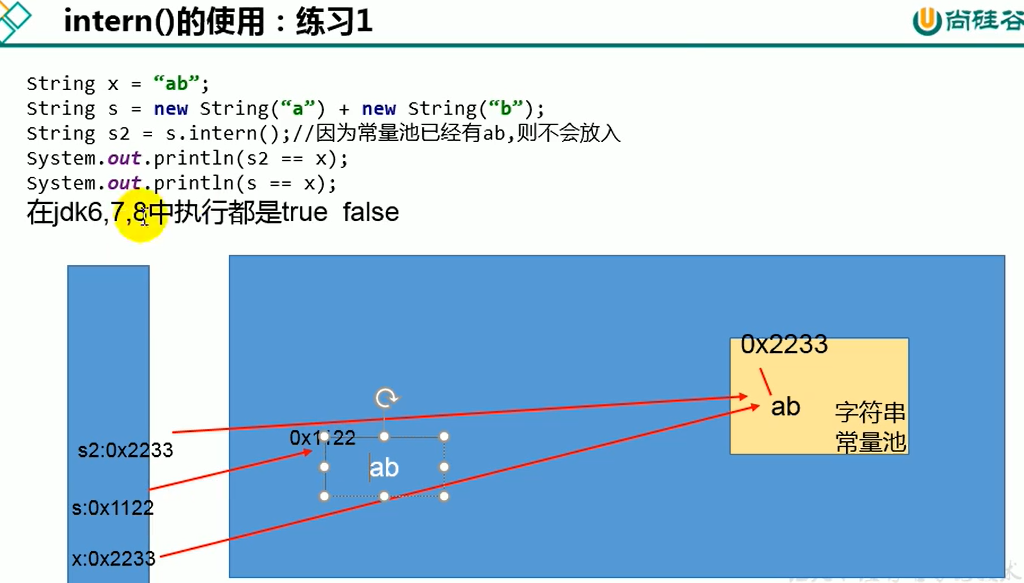 intern()的使用：练习1
尚硅谷
String x = “ab”;
String s = new String(“a”) + new String(“b”);
String s2 = s.intern();//因为常量池已经有ab,则不会放入
System.out.println(s2 == x);
System.out.println(s == x);
在jdk6,7,8中执行都是true false
0x2233
ab
字符串
常量池
0x1122
s2:0x2233
ab
s:0x1122
x:0x2233